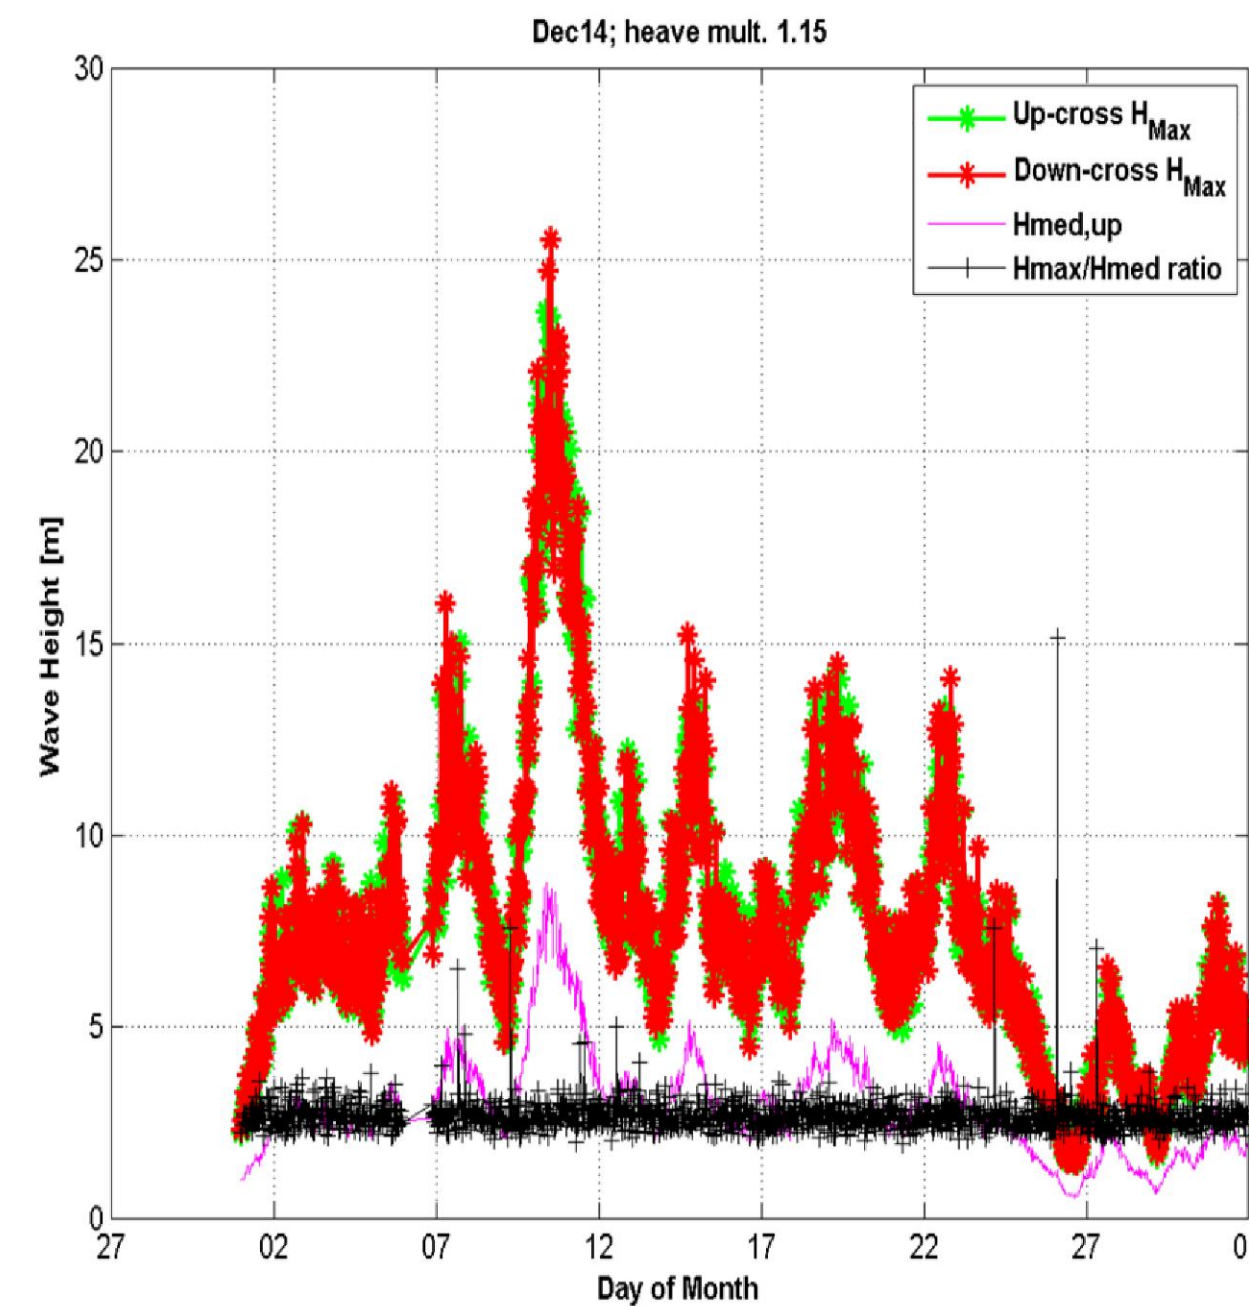 Dec14; heave mult. 1.15
30
25
20
15
10
5
0
Wave Height [m]
Up-cross HMax
Down-cross HMax
Hmed,up
Hmax/Hmed ratio
27 02 07 12 17 22 27 0
Day of Month